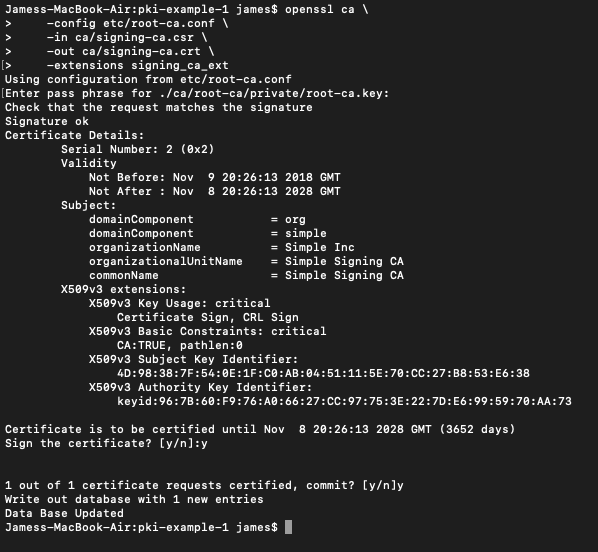 Jamess-MacBook-Air:pki-example-1 james$ openssl ca \
>     -config etc/root-ca.conf \
>     -in ca/signing-ca.csr \
>     -out ca/signing-ca.crt \
[>     -extensions signing_ca_ext
Using configuration from etc/root-ca.conf
[Enter pass phrase for ./ca/root-ca/private/root-ca.key:
Check that the request matches the signature
Signature ok
Certificate Details:
        Serial Number: 2 (0x2)
        Validity
            Not Before: Nov  9 20:26:13 2018 GMT
            Not After : Nov  8 20:26:13 2028 GMT
        Subject:
            domainComponent           = org
            domainComponent           = simple
            organizationName          = Simple Inc
            organizationalUnitName    = Simple Signing CA
            commonName                = Simple Signing CA
        X509v3 extensions:
            X509v3 Key Usage: critical
                Certificate Sign, CRL Sign
            X509v3 Basic Constraints: critical
                CA:TRUE, pathlen:0
            X509v3 Subject Key Identifier:
                4D:98:38:7F:54:0E:1F:C0:AB:04:51:11:5E:70:CC:27:B8:53:E6:38
            X509v3 Authority Key Identifier:
                keyid:96:7B:60:F9:76:A0:66:27:CC:97:75:3E:22:7D:E6:99:59:70:AA:73
Certificate is to be certified until Nov  8 20:26:13 2028 GMT (3652 days)
Sign the certificate? [y/n]:y
1 out of 1 certificate requests certified, commit? [y/n]y
Write out database with 1 new entries
Data Base Updated
Jamess-MacBook-Air:pki-example-1 james$